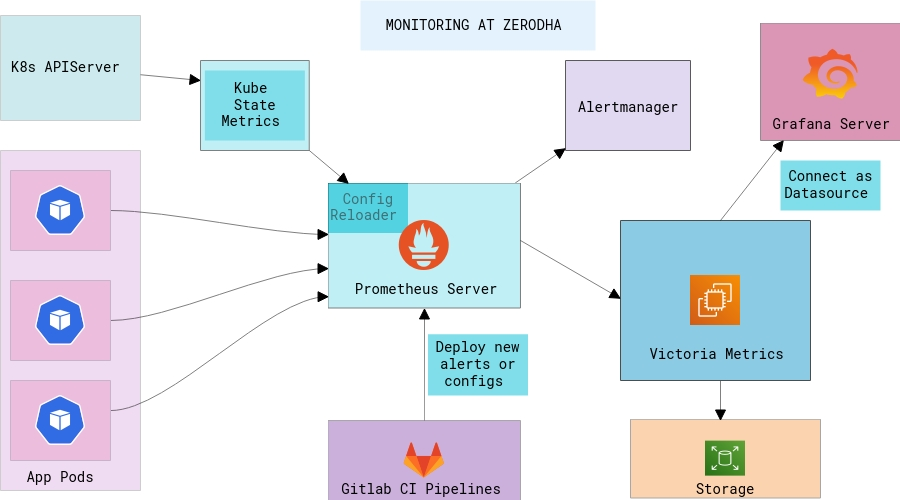 MONITORING AT ZERODHA
K8s APIServer
Kube
State
Metrics
Alertmanager
Grafana Server
Connect as
Datasource
Config
Reloader
Prometheus Server
Victoria Metrics
Deploy new
alerts or
configs
App Pods
Gitlab CI Pipelines
Storage